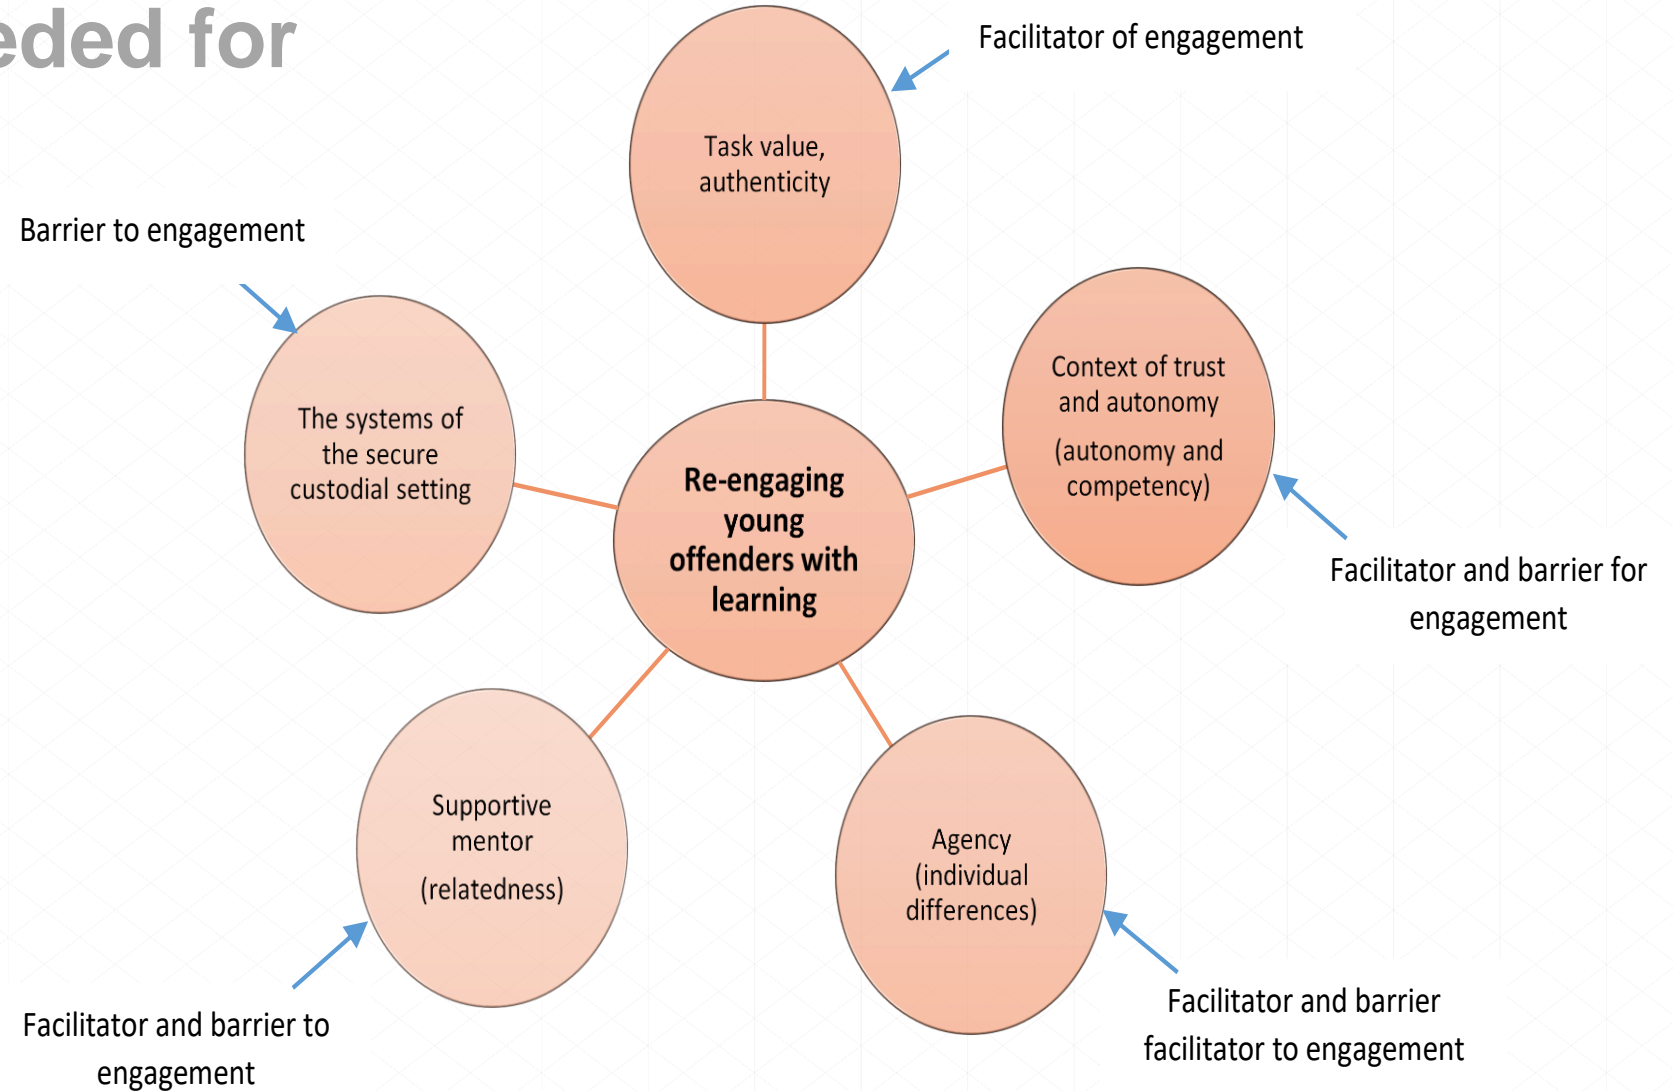 eded for
Facilitator of engagement
Task value,
authenticity
Barrier to engagement
Context of trust
and autonomy
(autonomy and
competency)
The systems of
the secure
custodial setting
Re-engaging
young
offenders with
learning
Facilitator and barrier for
engagement
Supportive
mentor
(relatedness)
Agency
(individual
differences)
Facilitator and barrier to
engagement
Facilitator and barrier
facilitator to engagement